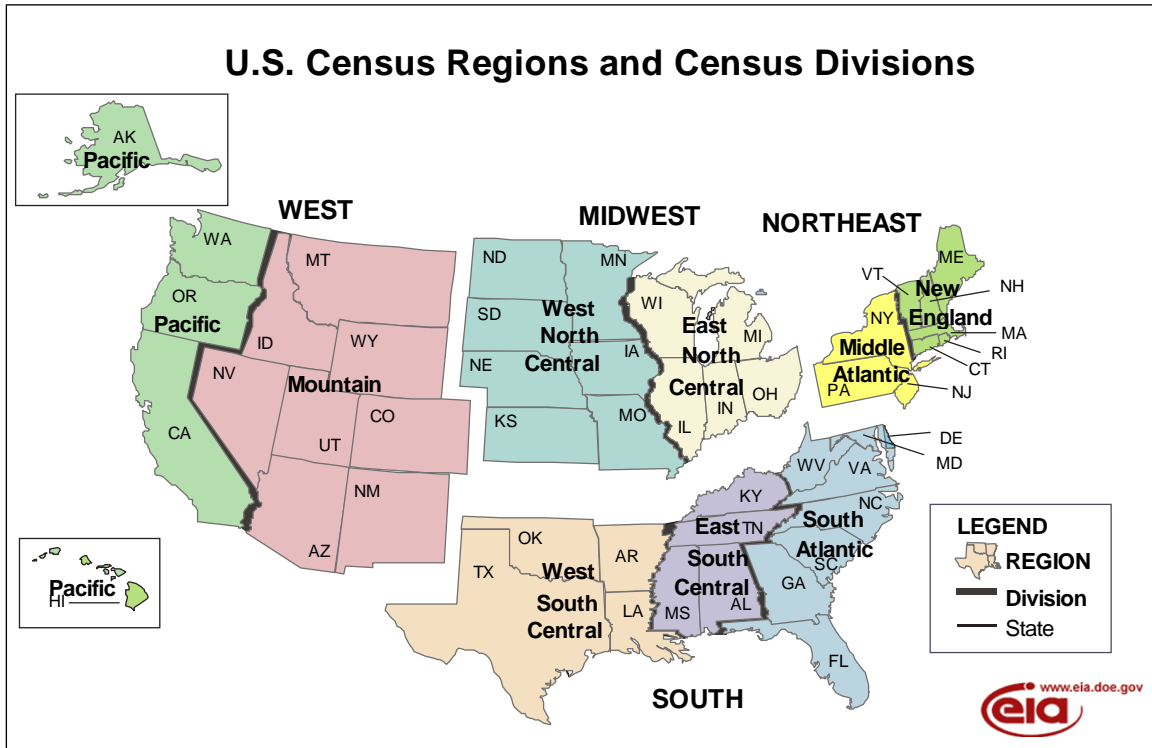 U.S. Census Regions and Census Divisions
AK
Pacific
WEST
MIDWEST
NORTHEAST
WA
MT
OR
Pacific
ID
WY
NV
Mountain
CA
UT
CO
AZ
NM
ND
MN
SD
West
North
Central
NE
IA
KS
MO
WI
East
North
Central
MI
IL
IN
OH
ME
VT
New
England
NH
NY
MA
RI
CT
Middle
Atlantic
PA
NJ
DE
MD
WV
VA
KY
NC
East
South
Central
TN
South
Atlantic
SC
MS
AL
GA
FL
OK
AR
TX
West
South
Central
LA
SOUTH
Pacific
HI
LEGEND
REGION
Division
State
www.eia.doe.gov
eia